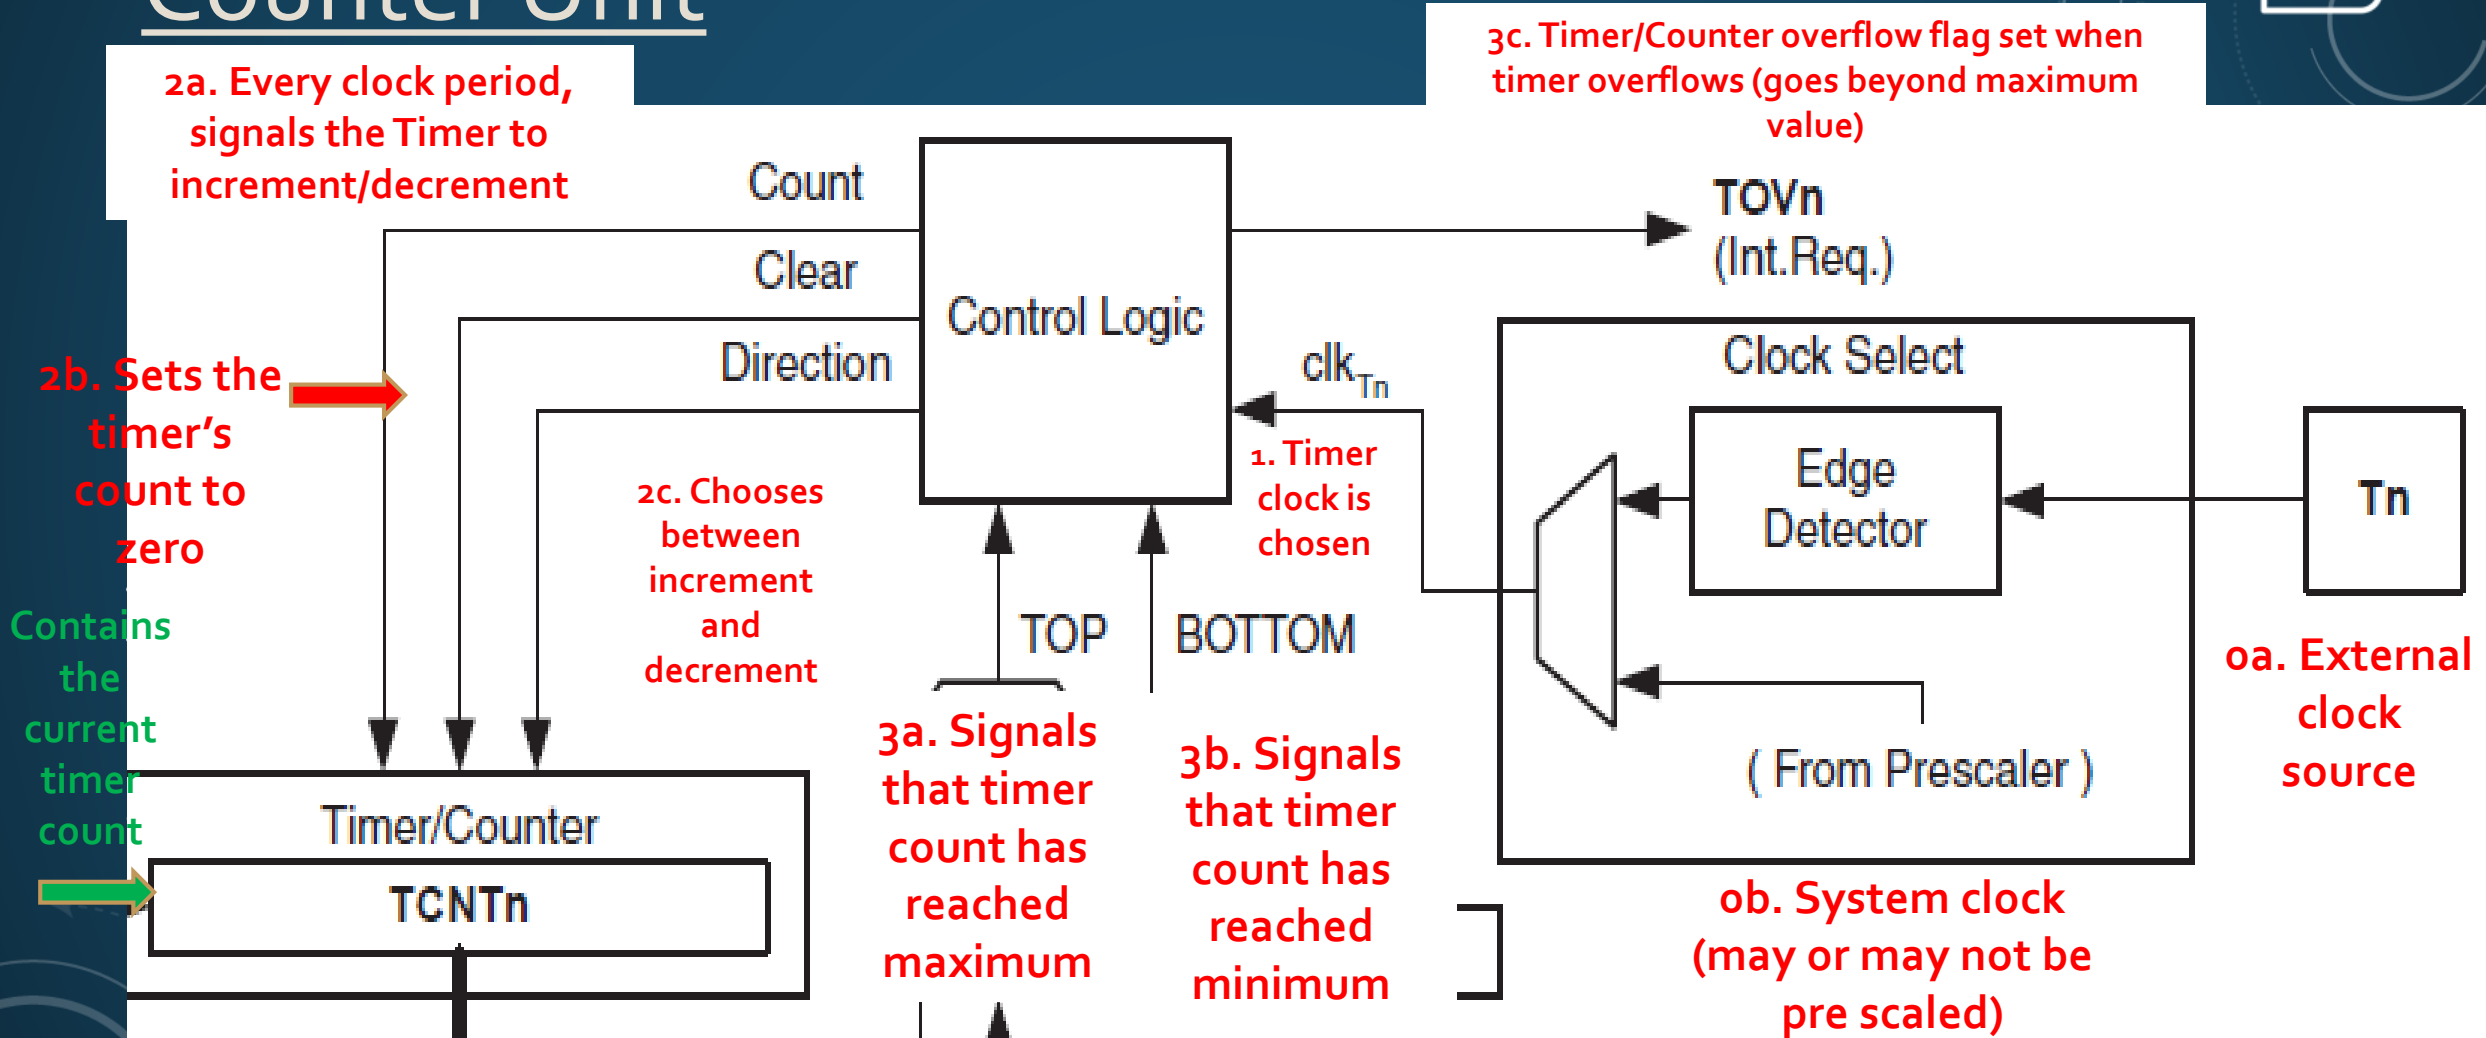 Counter Unit
2a. Every clock period,
signals the Timer to
increment/decrement
3c. Timer/Counter overflow flag set when
timer overflows (goes beyond maximum
value)
Count
TOVn
(Int.Req.)
Clear
Control Logic
Direction
clkTn
Clock Select
2b. Sets the
timer's
count to
zero
1. Timer
clock is
chosen
Edge
Detector
Tn
2c. Chooses
between
increment
and
decrement
TOP
BOTTOM
Contains
the
current
timer
count
0a. External
clock
source
3a. Signals
that timer
count has
reached
maximum
3b. Signals
that timer
count has
reached
minimum
( From Prescaler )
Timer/Counter
TCNTn
0b. System clock
(may or may not be
pre scaled)